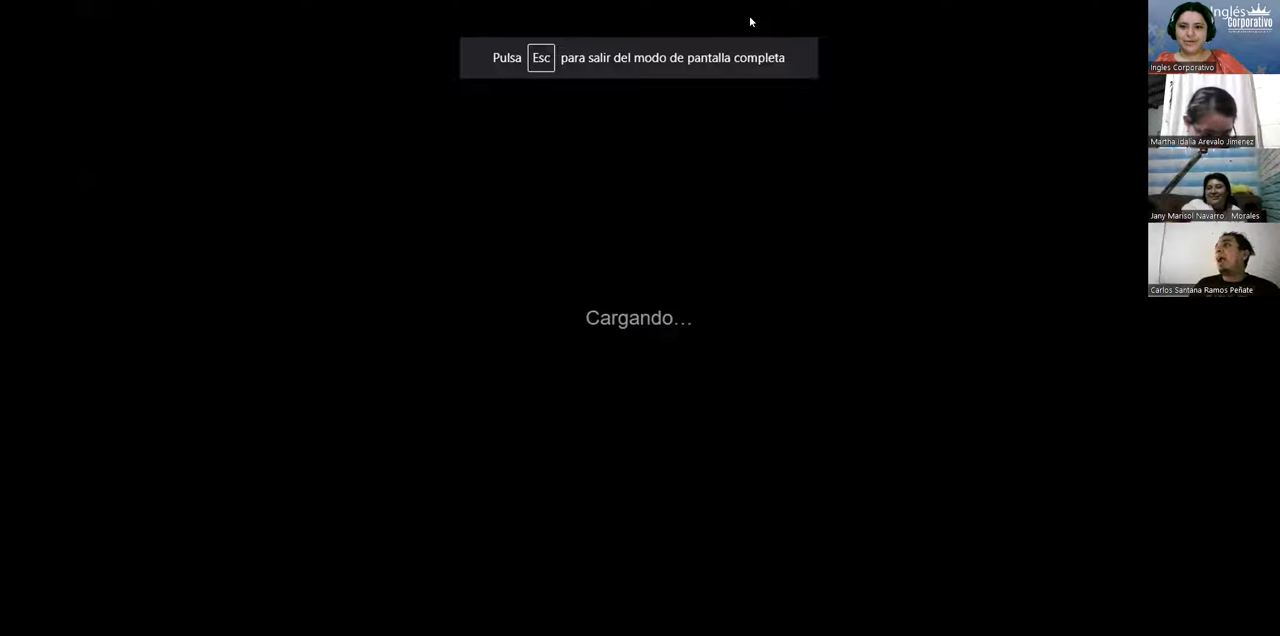 Pulsa Esc para salir del modo de pantalla completa
Cargando...
Inglés
Corporativo
Ingles Corporativo
Martha Idalia Arevalo Jimenez
Jany Marisol Navarro Morales
Carlos Santana Ramos Peñate